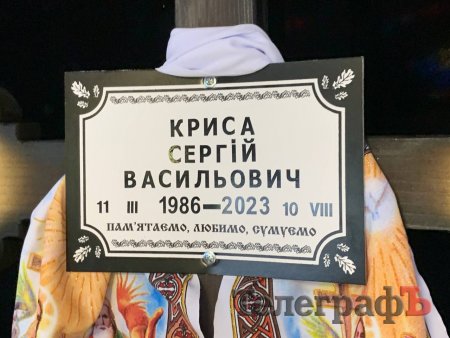 КРИСА
СЕРГІЙ
ВАСИЛЬОВИЧ
11 III 1986—2023 10 VIII
ПАМ'ЯТАЄМО, ЛЮБИМО, СУМУЄМО
ТелеграфЪ